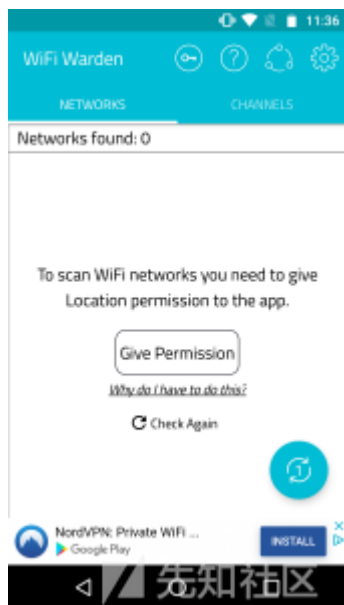 11:36
WiFi Warden
NETWORKS
CHANNELS
Networks found: 0
To scan WiFi networks you need to give
Location permission to the app.
Give Permission
Why do I have to do this?
Check Again
1
NordVPN: Private WiFi ...
Google Play
INSTALL
先知社区